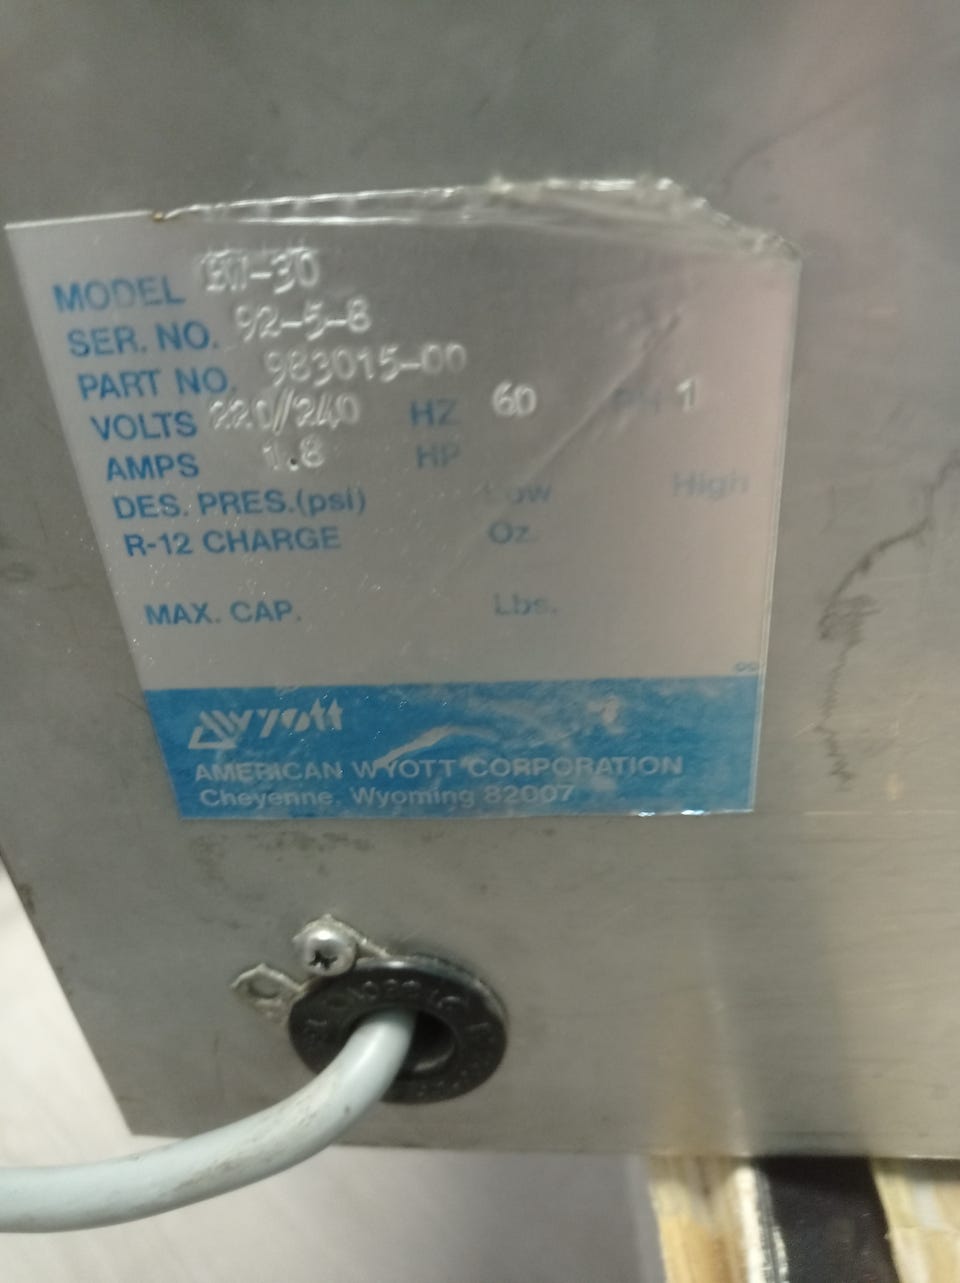 MODEL -30
SER. NO. 92-5-8
PART NO. 983015-00
VOLTS 220/240 HZ 60 PH 1
AMPS 1.8 HP
DES. PRES.(psi) Low High
R-12 CHARGE Oz.
MAX. CAP. Lbs.
Wyott
AMERICAN WYOTT CORPORATION
Cheyenne, Wyoming 82007